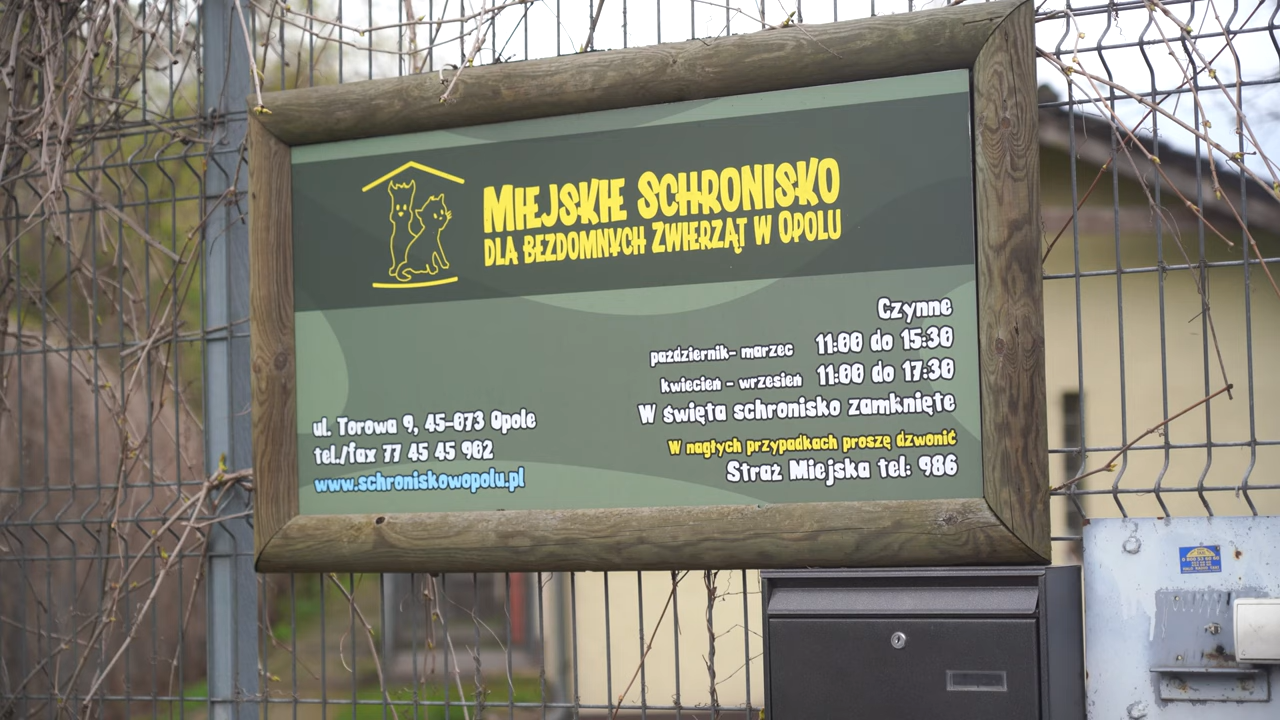 MIEJSKIE SCHRONISKO
DLA BEZDOMNYCH ZWIERZĄT W OPOLU
Czynne
październik- marzec 11:00 do 15:30
kwiecień - wrzesień 11:00 do 17:30
W święta schronisko zamknięte
W nagłych przypadkach proszę dzwonić
Straż Miejska tel: 986
ul. Torowa 9, 45-073 Opole
tel./fax 77 45 45 902
www.schroniskowopolu.pl